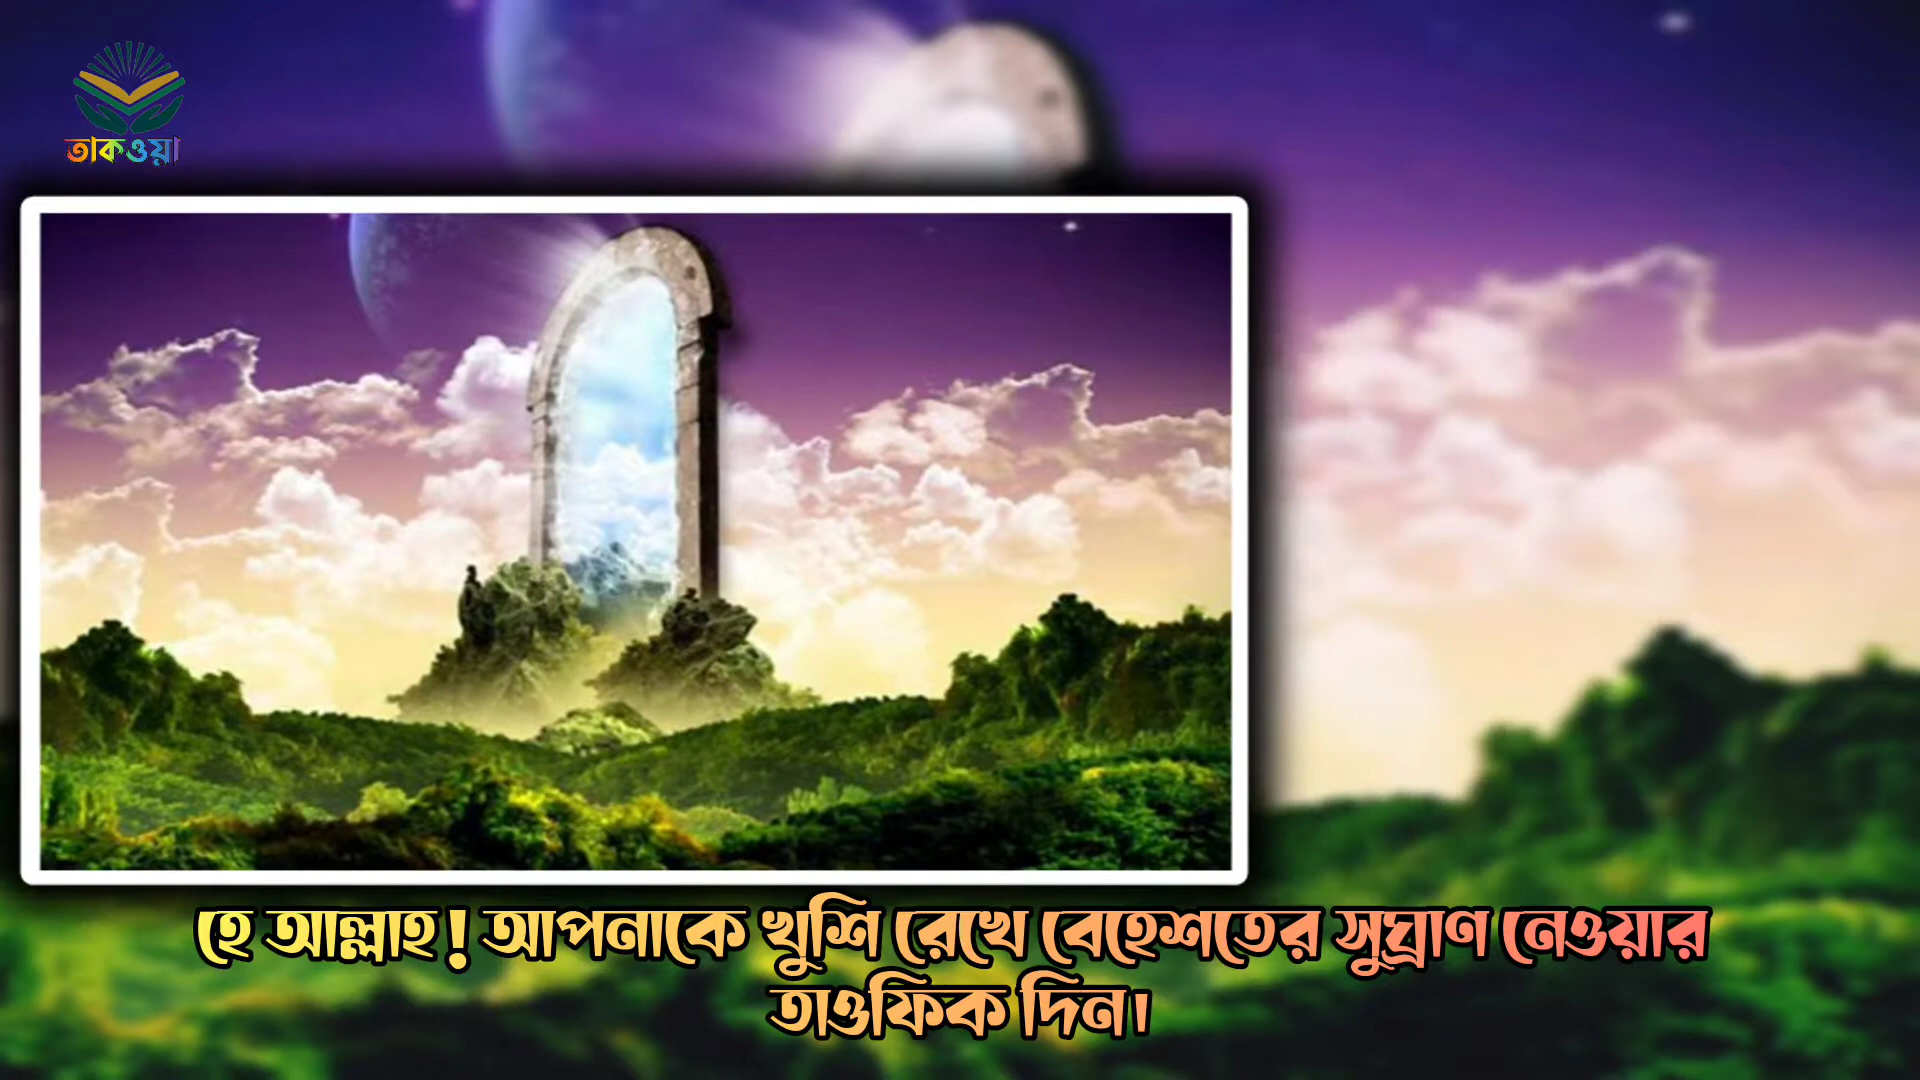 তাকওয়া
হে আল্লাহ! আপনাকে খুশি রেখে বেহেশতের সুঘ্রাণ নেওয়ার
তাওফিক দিন।